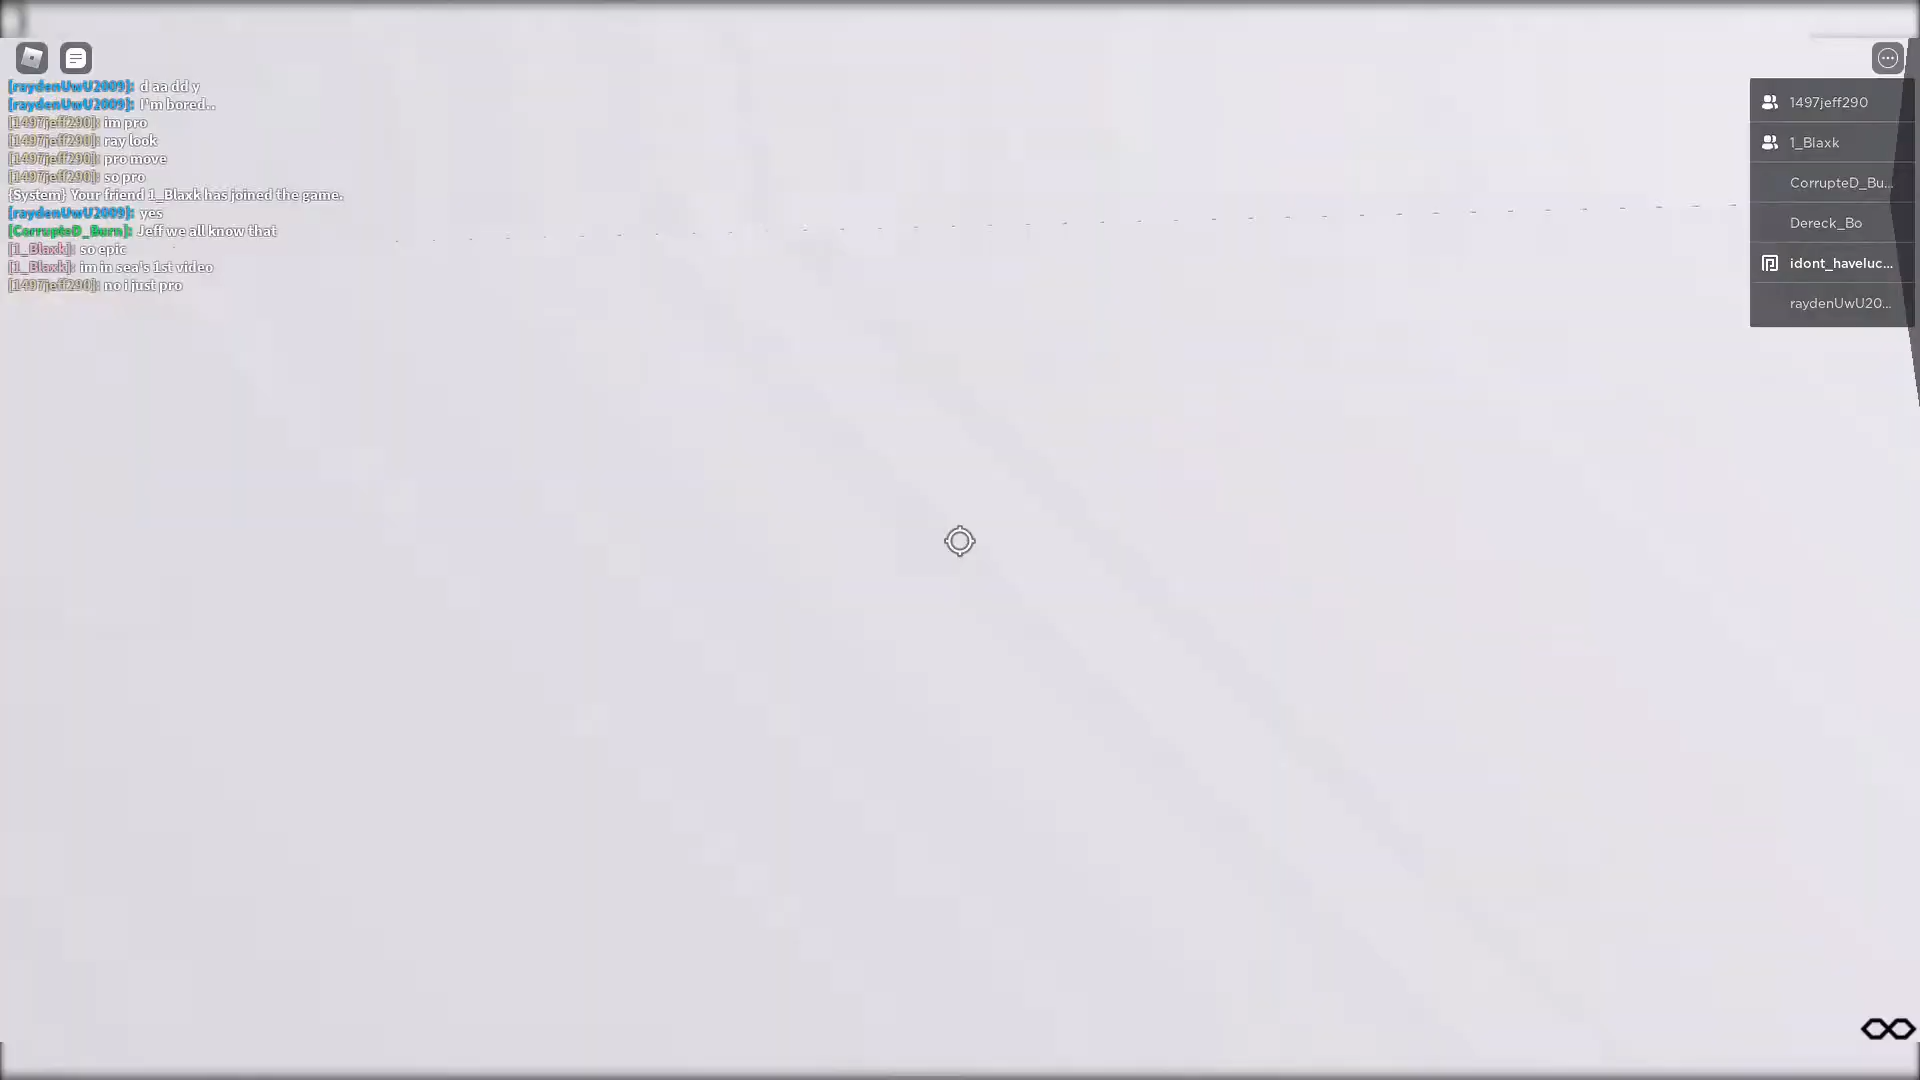 [raydenUwU2009]: d aa dd y
[raydenUwU2009]: I'm bored..
[1497jeff290]: im pro
[1497jeff290]: ray look
[1497jeff290]: pro move
[1497jeff290]: so pro
{System} Your friend 1_Blaxk has joined the game.
[raydenUwU2009]: yes
[CorrupteD_Burn]: Jeff we all know that
[1_Blaxk]: so epic
[1_Blaxk]: im in sea's 1st video
[1497jeff290]: no i just pro
1497jeff290
1_Blaxk
CorrupteD_Bu...
Dereck_Bo
idont_haveluc...
raydenUwU20...